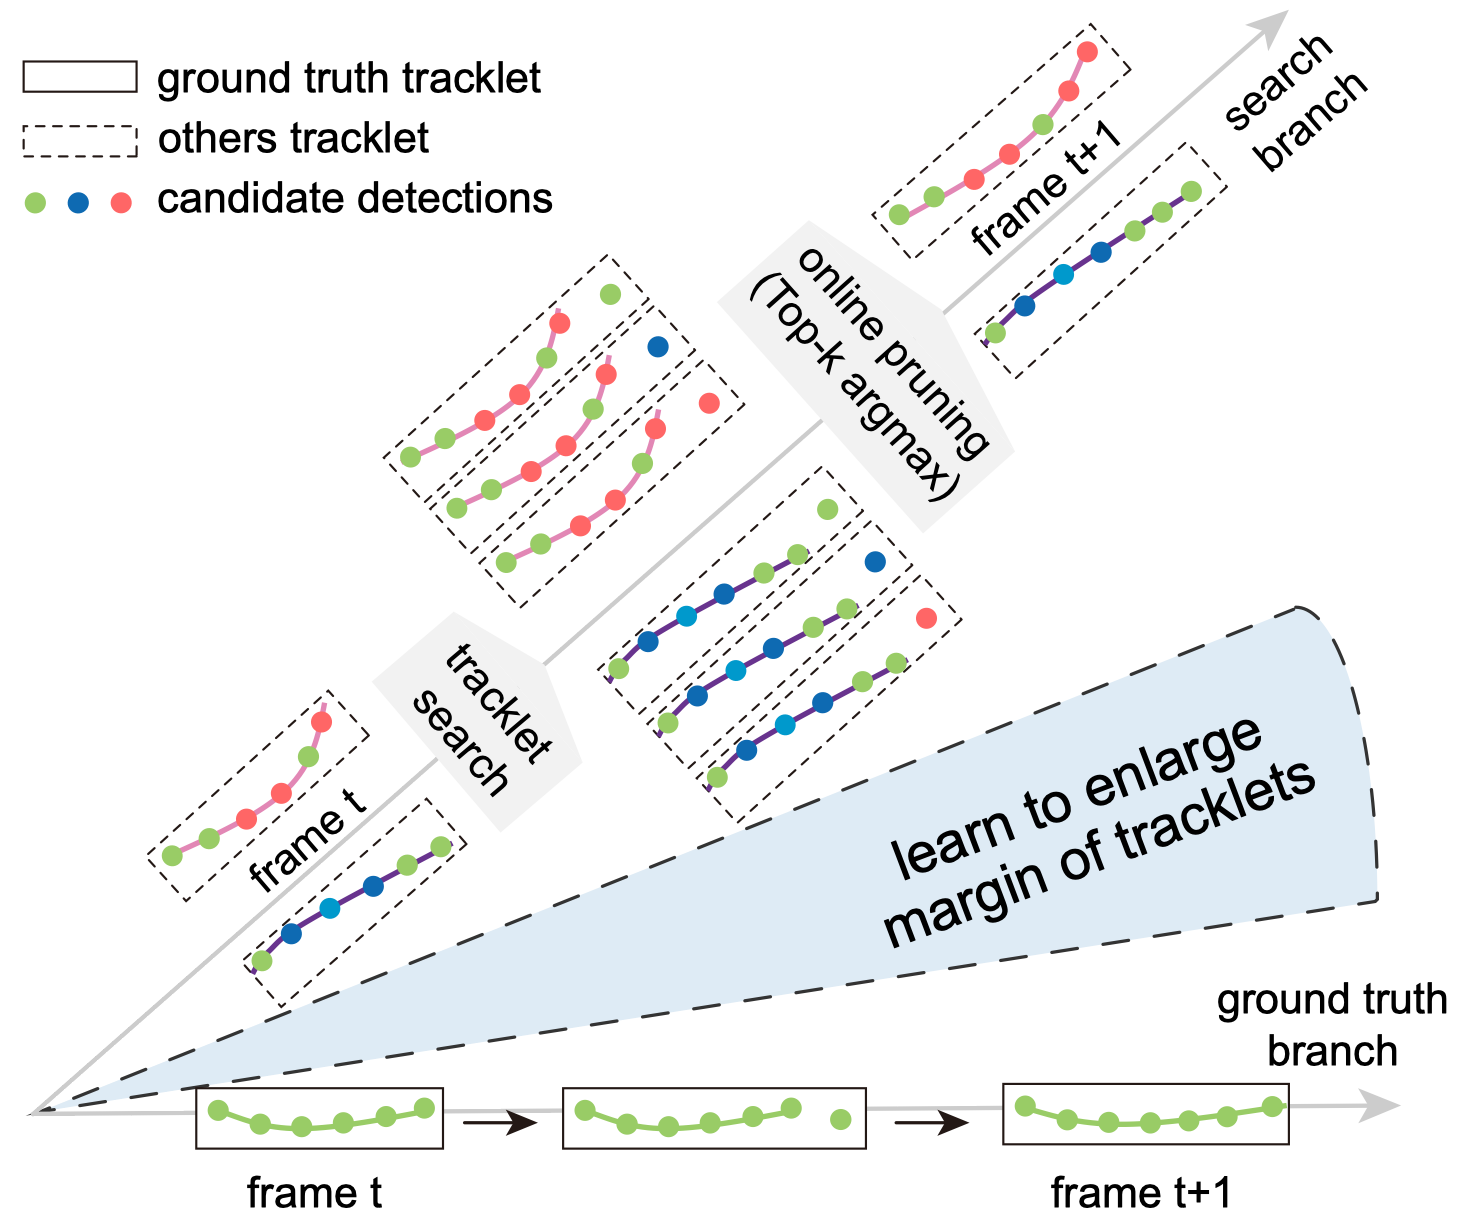 ground truth tracklet
others tracklet
candidate detections
search
branch
frame t+1
online pruning
(Top-k argmax)
tracklet
search
frame t
learn to enlarge
margin of tracklets
ground truth
branch
frame t
frame t+1